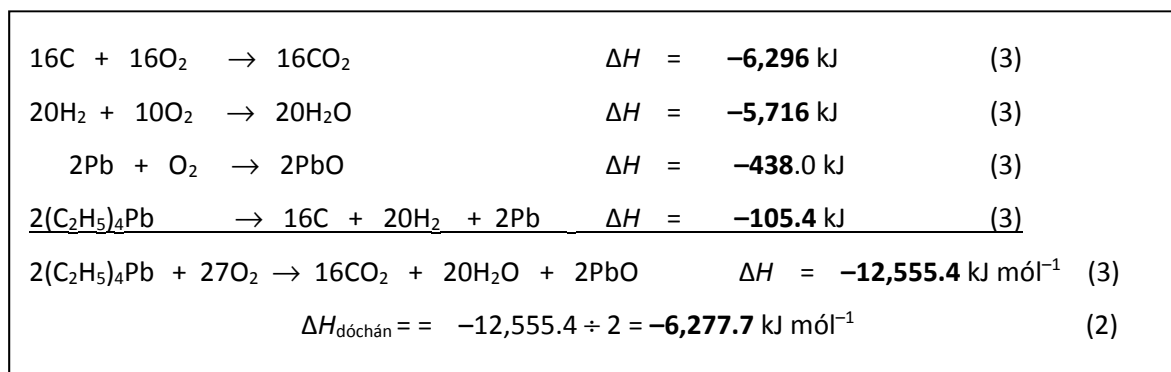 16C + 16O₂ → 16CO₂ ΔH = –6,296 kJ (3)
20H₂ + 10O₂ → 20H₂O ΔH = –5,716 kJ (3)
2Pb + O₂ → 2PbO ΔH = –438.0 kJ (3)
2(C₂H₅)₄Pb → 16C + 20H₂ + 2Pb ΔH = –105.4 kJ (3)
2(C₂H₅)₄Pb + 27O₂ → 16CO₂ + 20H₂O + 2PbO ΔH = –12,555.4 kJ mól⁻¹ (3)
ΔHdóchán = = –12,555.4 ÷ 2 = –6,277.7 kJ mól⁻¹ (2)